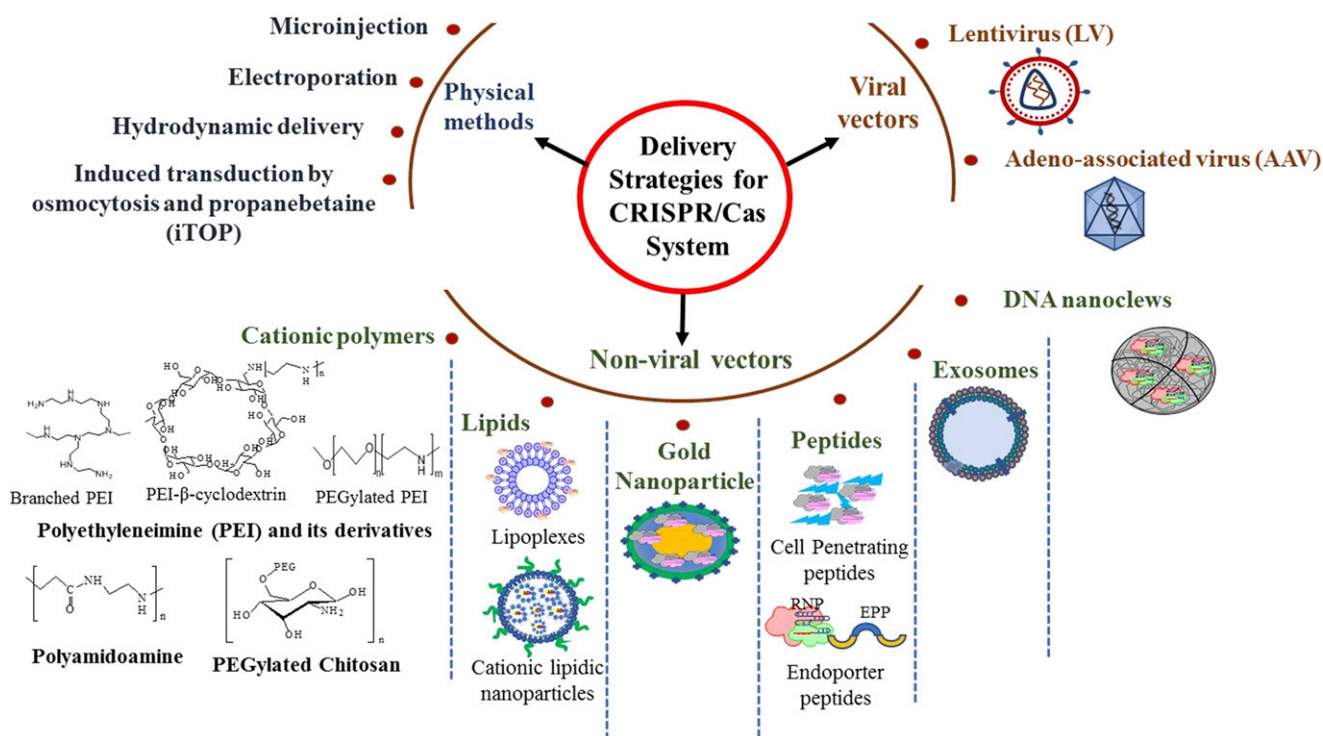 Microinjection
Electroporation
Hydrodynamic delivery
Induced transduction by
osmocytosis and propanebetaine
(iTOP)
Physical
methods
Delivery
Strategies for
CRISPR/Cas
System
Viral
vectors
Lentivirus (LV)
Adeno-associated virus (AAV)
Non-viral vectors
Cationic polymers
Branched PEI
PEI-β-cyclodextrin
PEGylated PEI
Polyethyleneimine (PEI) and its derivatives
Polyamidoamine
PEG
PEGylated Chitosan
Lipids
Lipoplexes
Cationic lipidic
nanoparticles
Gold
Nanoparticle
Peptides
Cell Penetrating
peptides
RNP
EPP
Endoporter
peptides
Exosomes
DNA nanoclews